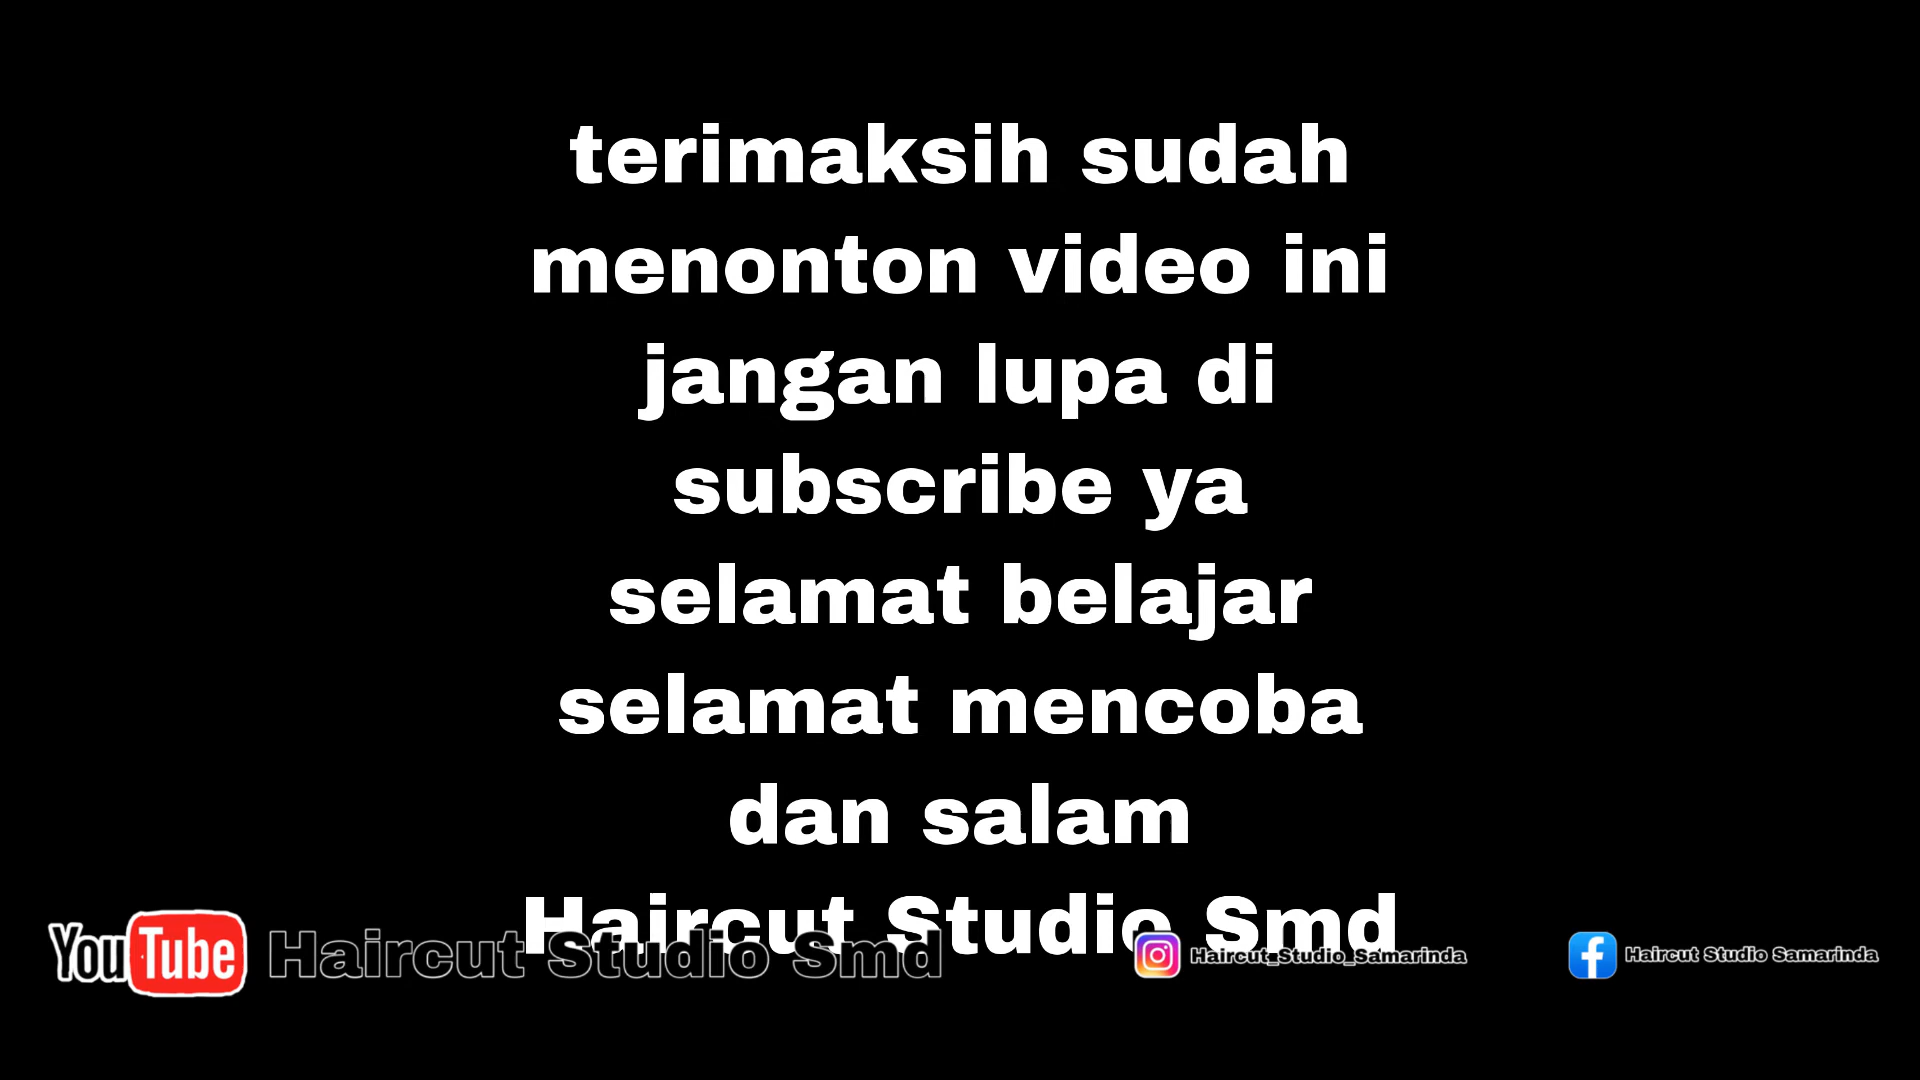 terimaksih sudah
menonton video ini
jangan lupa di
subscribe ya
selamat belajar
selamat mencoba
dan salam
Haircut Studio Smd
YouTube Haircut Studio Smd
Haircut_Studio_Samarinda
Haircut Studio Samarinda